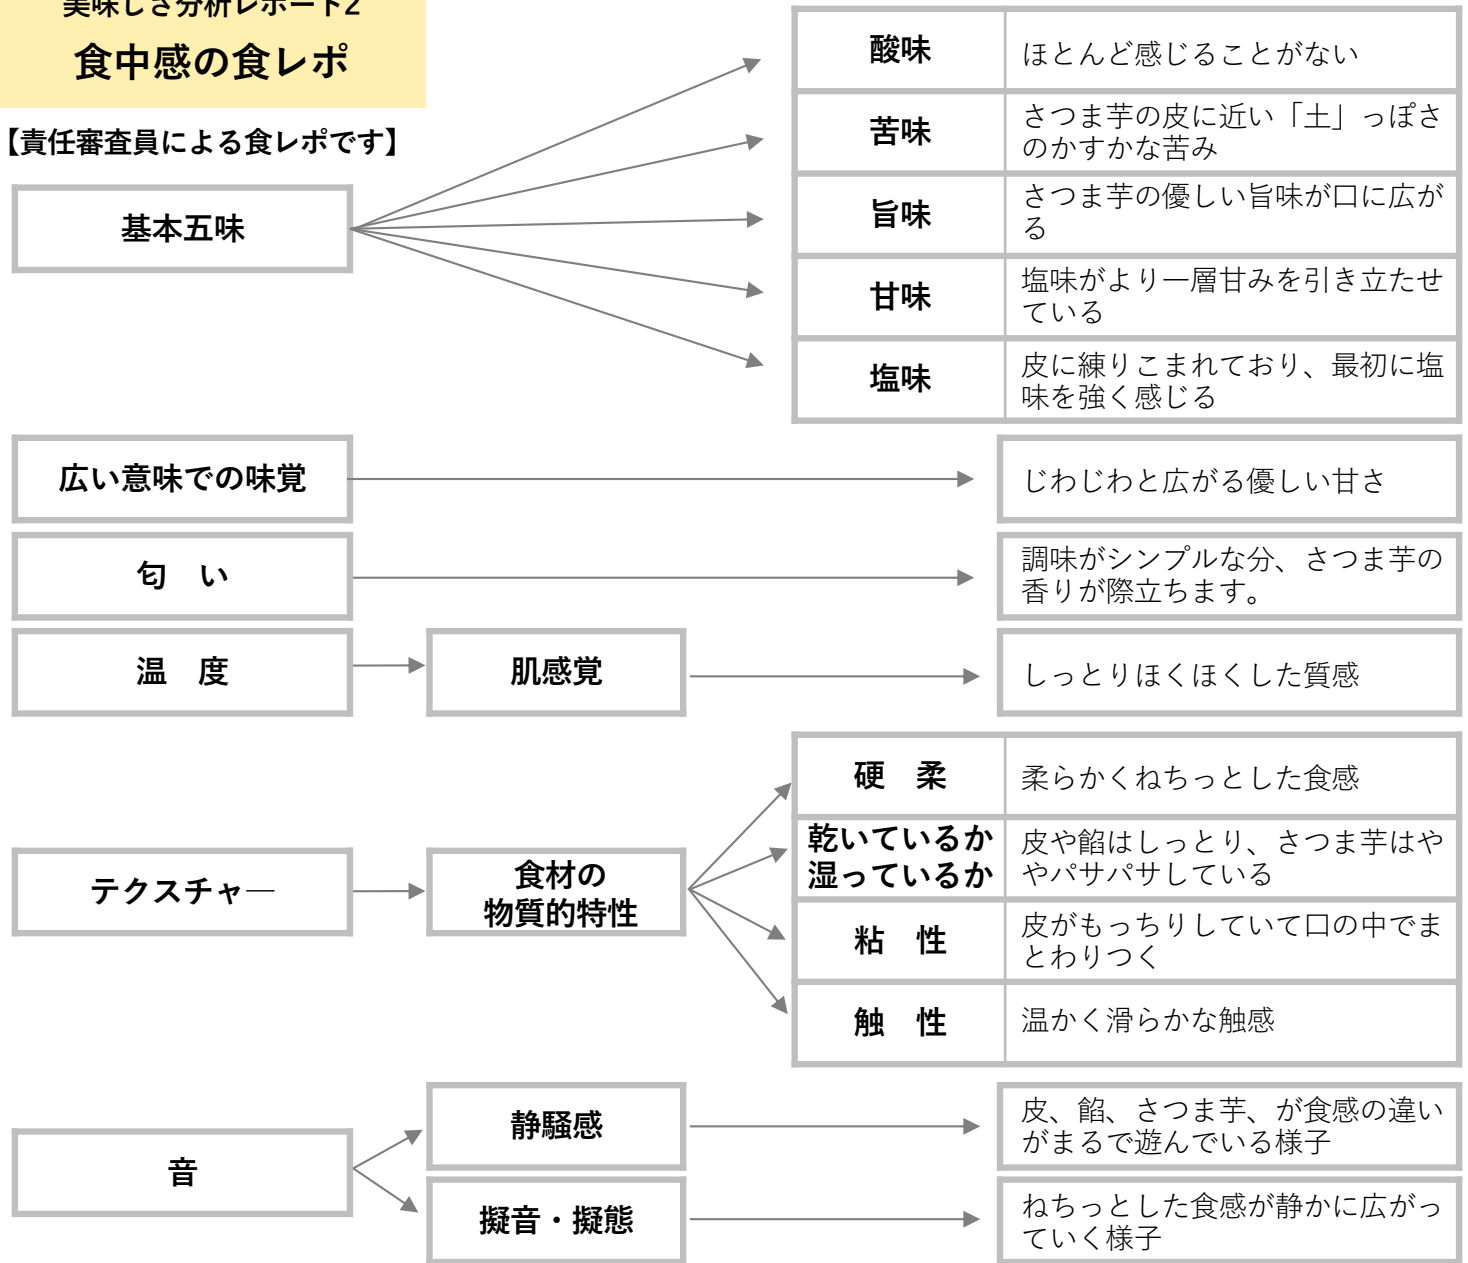 美味しさ分析レポート2
食中感の食レポ
【責任審査員による食レポです】
基本五味
酸味
ほとんど感じることがない
苦味
さつま芋の皮に近い「土」っぽさ
のかすかな苦み
旨味
さつま芋の優しい旨味が口に広が
る
甘味
塩味がより一層甘みを引き立たせ
ている
塩味
皮に練りこまれており、最初に塩
味を強く感じる
広い意味での味覚
じわじわと広がる優しい甘さ
匂　い
調味がシンプルな分、さつま芋の
香りが際立ちます。
温　度
肌感覚
しっとりほくほくした質感
テクスチャ―
食材の
物質的特性
硬　柔
柔らかくねちっとした食感
乾いているか
湿っているか
皮や餡はしっとり、さつま芋はや
ややパサパサしている
粘　性
皮がもっちりしていて口の中でま
とわりつく
触　性
温かく滑らかな触感
音
静騒感
皮、餡、さつま芋、が食感の違い
がまるで遊んでいる様子
擬音・擬態
ねちっとした食感が静かに広がっ
ていく様子